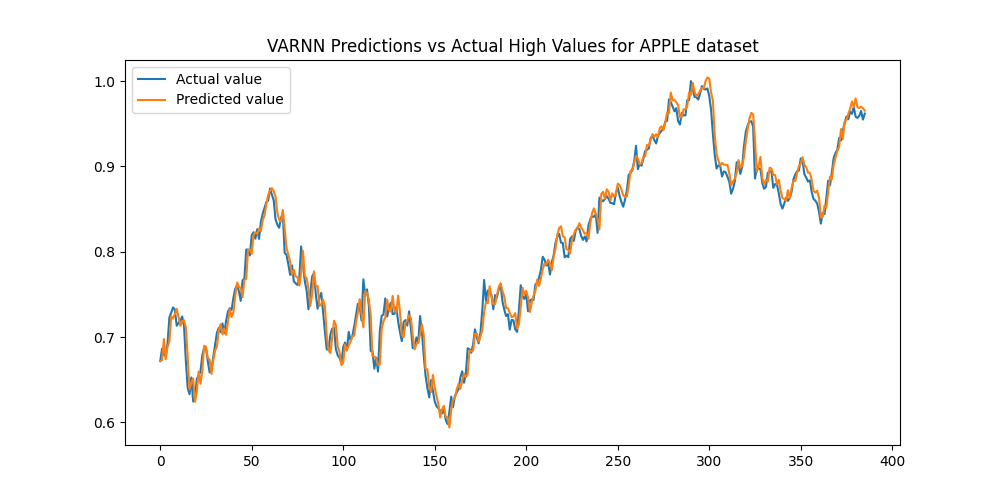 VARNN Predictions vs Actual High Values for APPLE dataset
Actual value
Predicted value
1.0
0.9
0.8
0.7
0.6
0 50 100 150 200 250 300 350 400